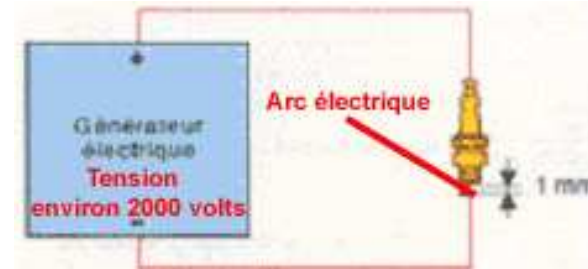 Générateur
électrique
Tension
environ 2000 volts
Arc électrique
1 mm